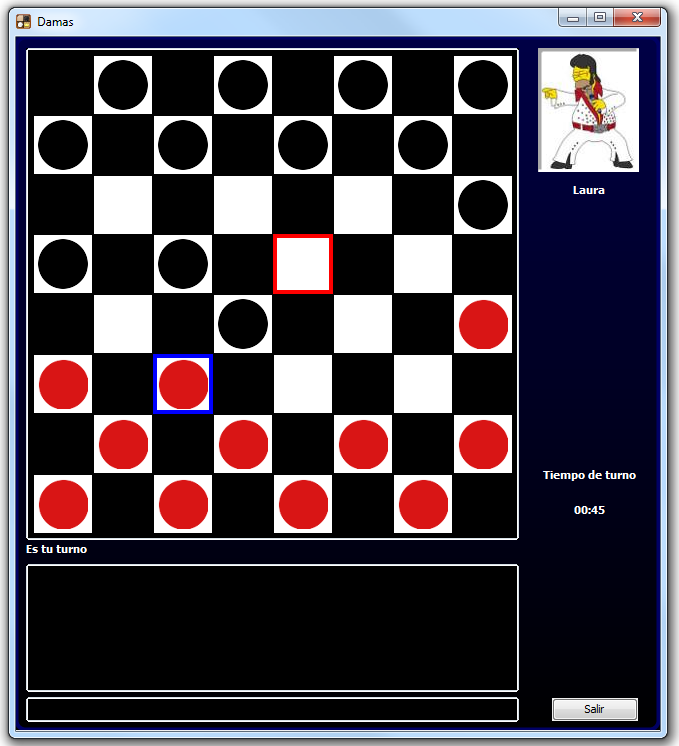 Damas
Laura
Tiempo de turno
00:45
Es tu turno
Salir